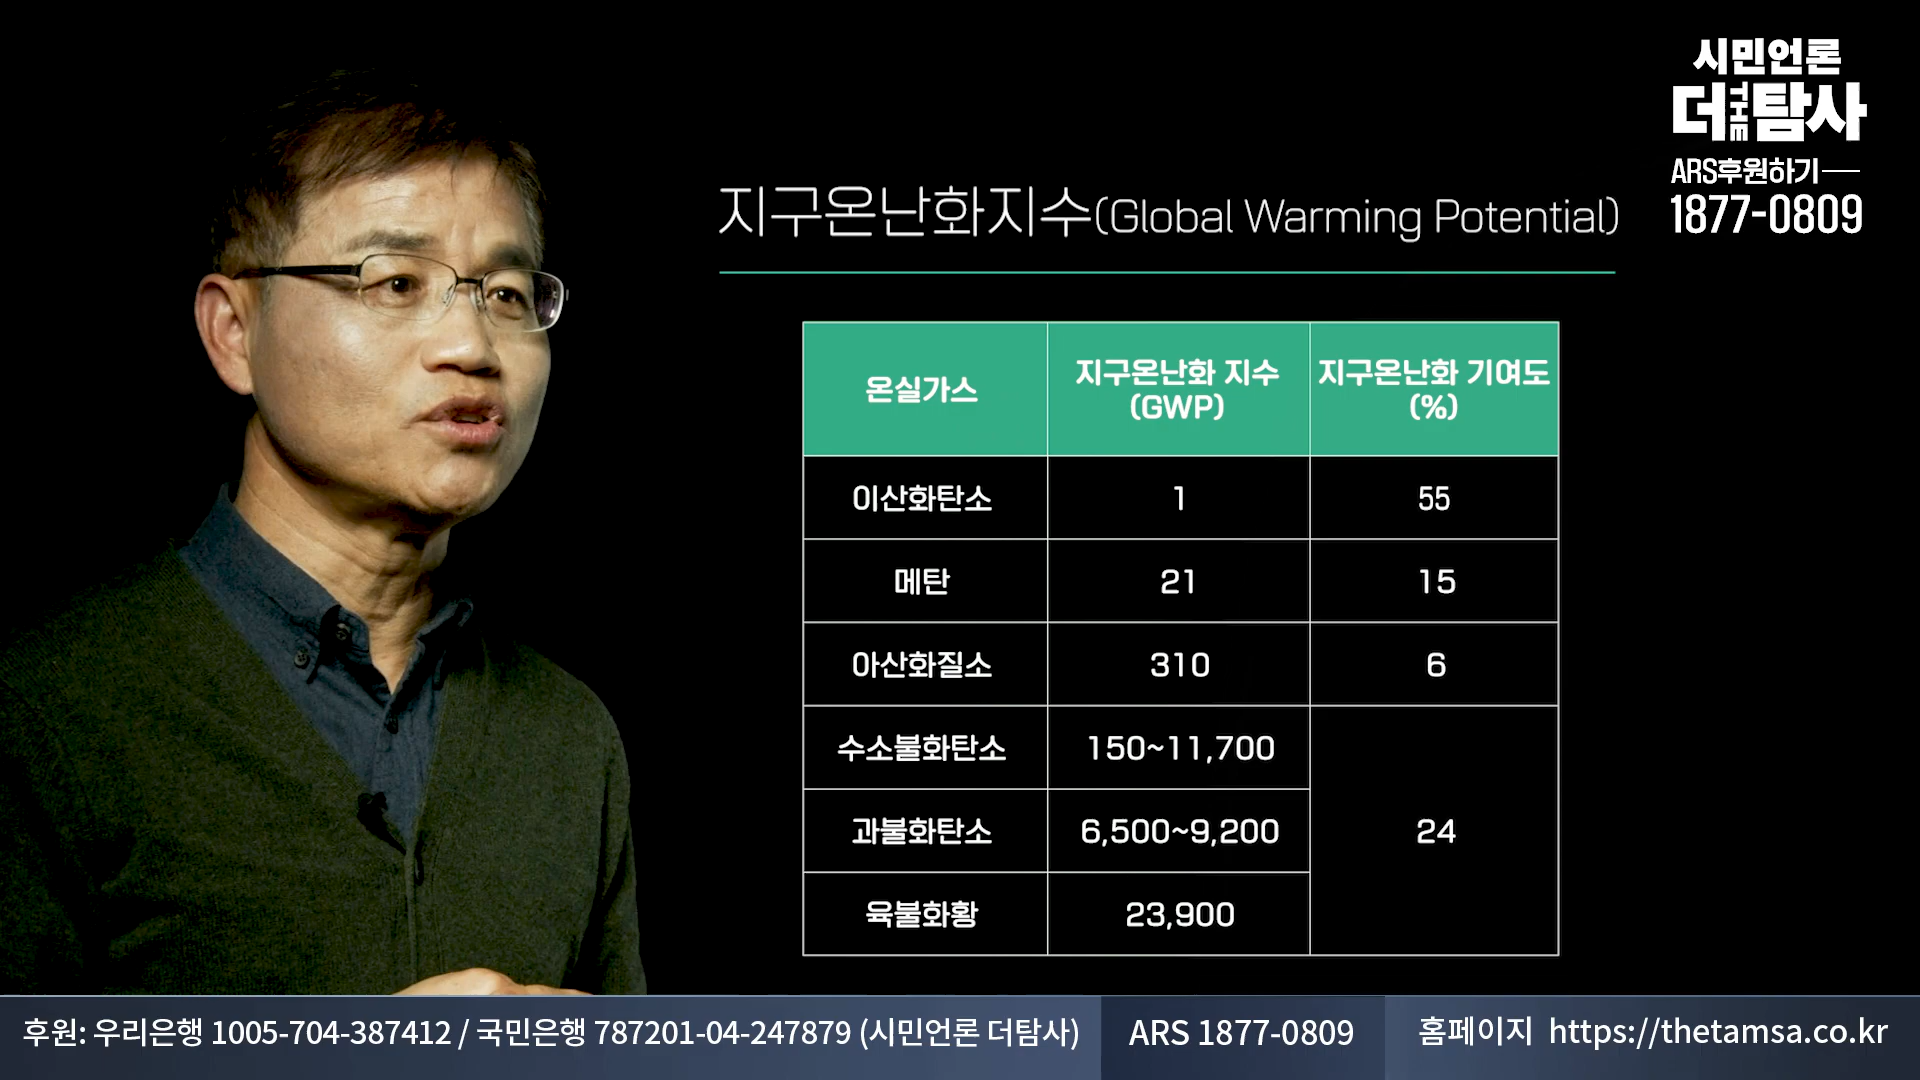 시민언론
더탐사
THE
ARS후원하기
1877-0809
지구온난화지수(Global Warming Potential)
온실가스
지구온난화 지수
(GWP)
지구온난화 기여도
(%)
이산화탄소
1
55
메탄
21
15
아산화질소
310
6
수소불화탄소
150~11,700
과불화탄소
6,500~9,200
24
육불화황
23,900
후원: 우리은행 1005-704-387412 / 국민은행 787201-04-247879 (시민언론 더탐사)
ARS 1877-0809
홈페이지 https://thetamsa.co.kr